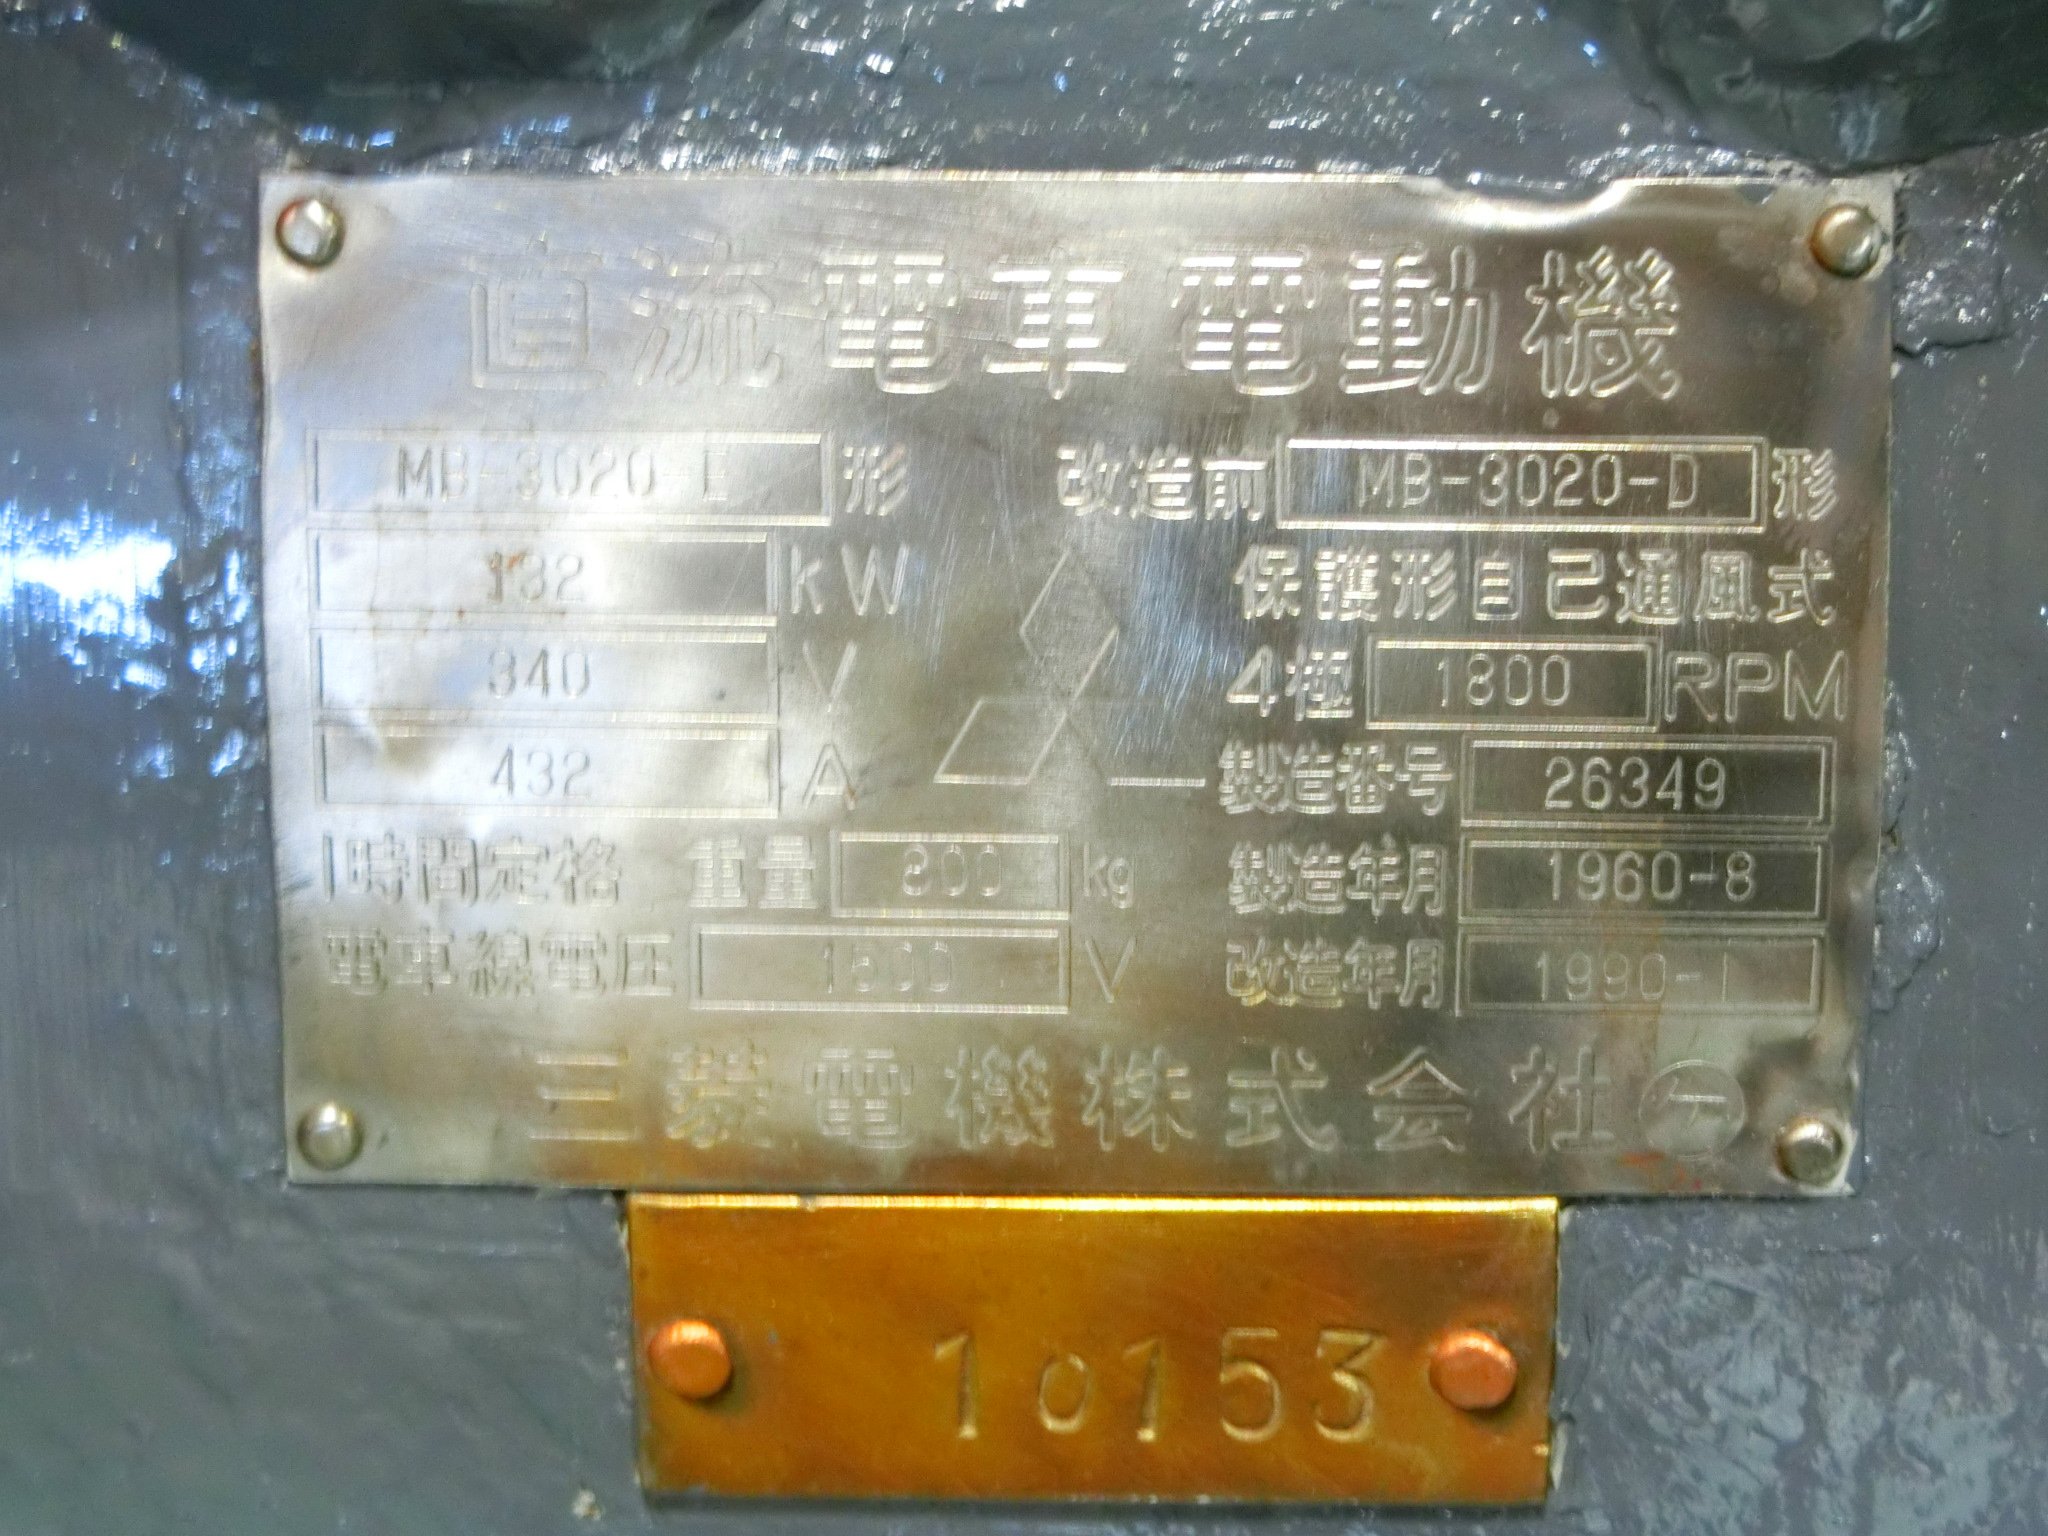 直流電車電動機
MB-3020-E 形 改造前 MB-3020-D 形
132 kW 保護形自己通風式
340 V 4極 1800 RPM
432 A 製造番号 26349
1時間定格 重量 800 kg 製造年月 1960-8
電車線電圧 1500 V 改造年月 1990-1
三菱電機株式会社 ケ
10153